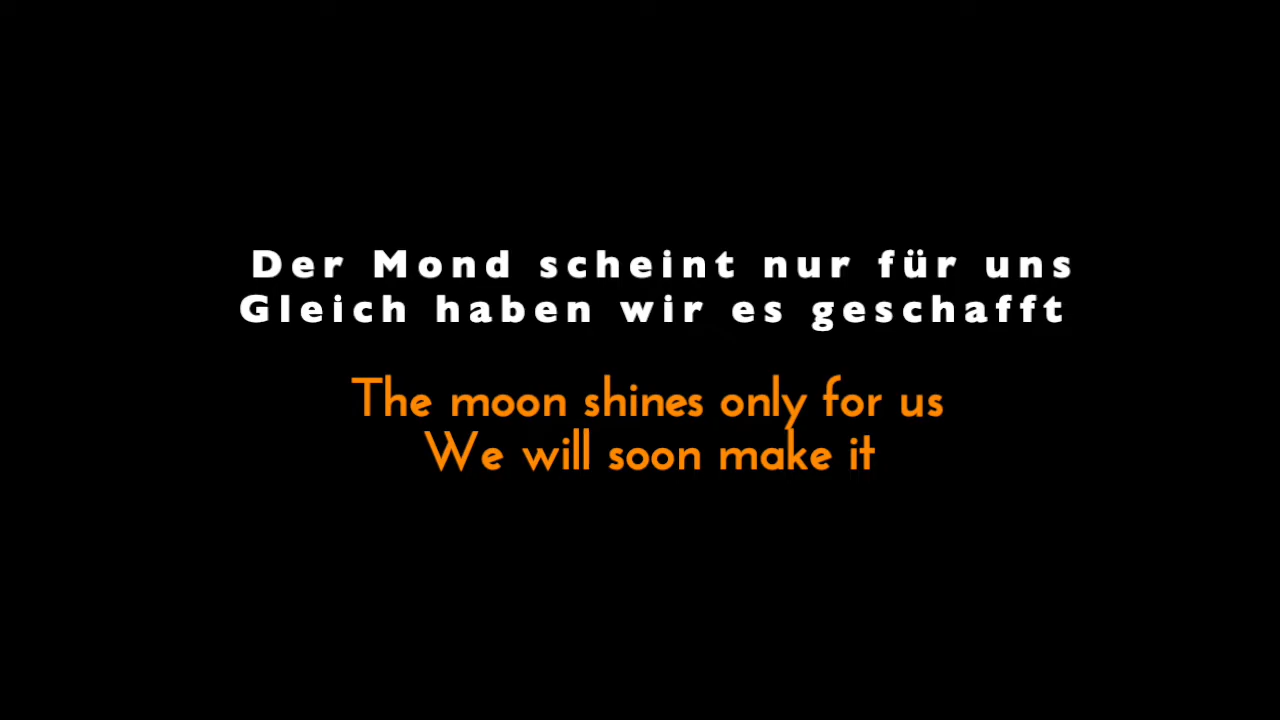 Der Mond scheint nur für uns
Gleich haben wir es geschafft
The moon shines only for us
We will soon make it